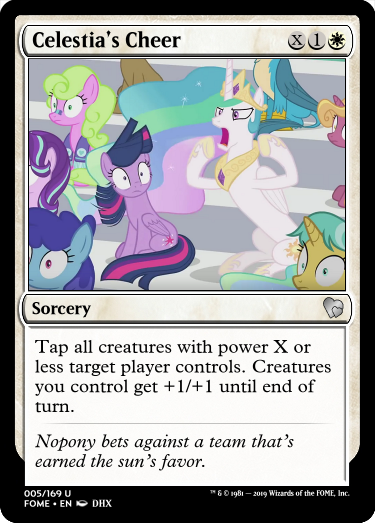 Celestia's Cheer X 1
Sorcery
Tap all creatures with power X or
less target player controls. Creatures
you control get +1/+1 until end of
turn.
Nopony bets against a team that's
earned the sun's favor.
005/169 U
FOME • EN DHX
™ & © 1981 — 2019 Wizards of the FOME, Inc.